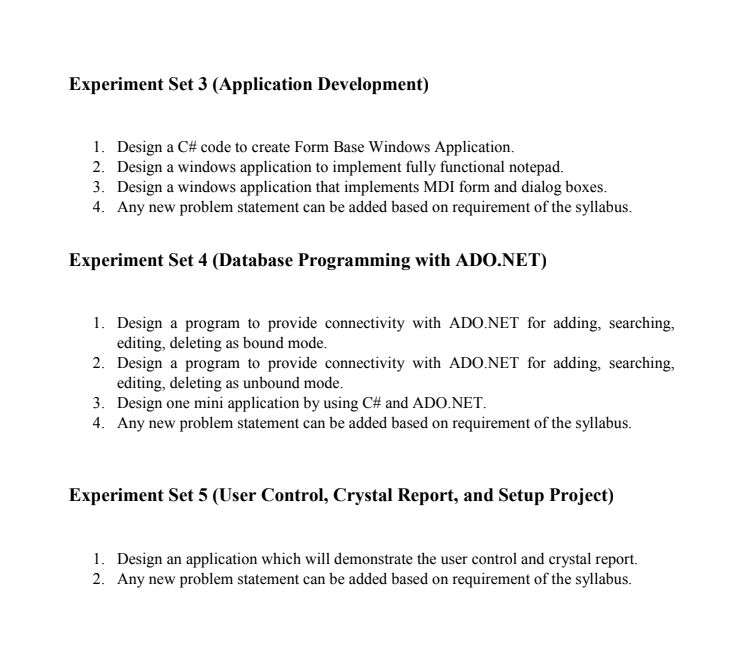 Experiment Set 3 (Application Development)
1. Design a C# code to create Form Base Windows Application.
2. Design a windows application to implement fully functional notepad.
3. Design a windows application that implements MDI form and dialog boxes.
4. Any new problem statement can be added based on requirement of the syllabus.
Experiment Set 4 (Database Programming with ADO.NET)
1. Design a program to provide connectivity with ADO.NET for adding, searching,
editing, deleting as bound mode.
2. Design a program to provide connectivity with ADO.NET for adding, searching,
editing, deleting as unbound mode.
3. Design one mini application by using C# and ADO.NET.
4. Any new problem statement can be added based on requirement of the syllabus.
Experiment Set 5 (User Control, Crystal Report, and Setup Project)
1. Design an application which will demonstrate the user control and crystal report.
2. Any new problem statement can be added based on requirement of the syllabus.